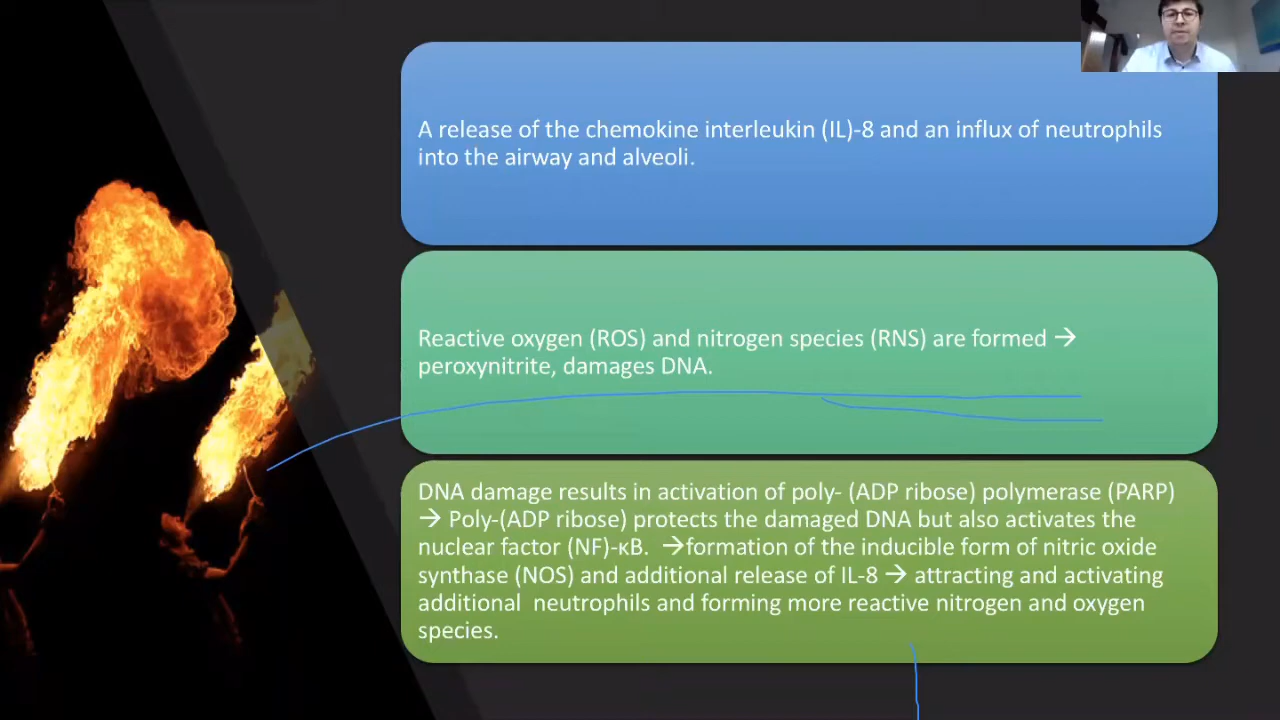 A release of the chemokine interleukin (IL)-8 and an influx of neutrophils
into the airway and alveoli.
Reactive oxygen (ROS) and nitrogen species (RNS) are formed →
peroxynitrite, damages DNA.
DNA damage results in activation of poly- (ADP ribose) polymerase (PARP)
→ Poly-(ADP ribose) protects the damaged DNA but also activates the
nuclear factor (NF)-κB.  →formation of the inducible form of nitric oxide
synthase (NOS) and additional release of IL-8 → attracting and activating
additional  neutrophils and forming more reactive nitrogen and oxygen
species.